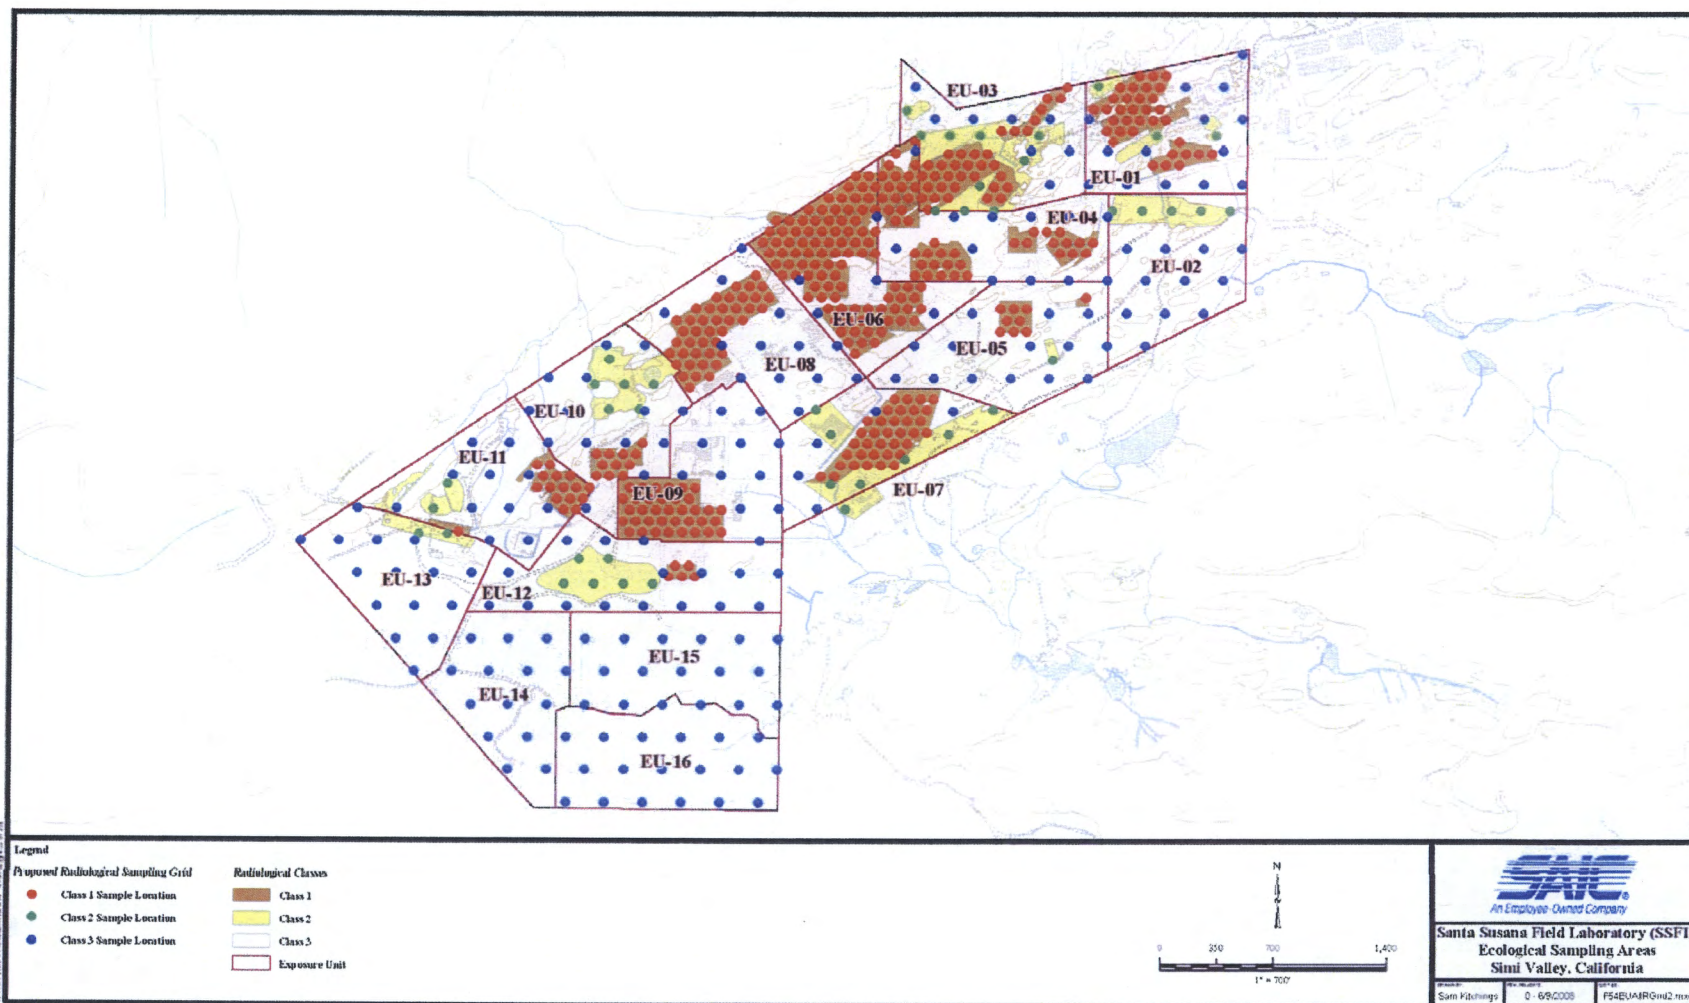 EU-03
EU-01
EU-04
EU-02
EU-06
EU-05
EU-08
EU-10
EU-11
EU-09
EU-07
EU-13
EU-12
EU-15
EU-14
EU-16
Legend
Proposed Radiological Sampling Grid
Class 1 Sample Location
Class 2 Sample Location
Class 3 Sample Location
Radiological Classes
Class 1
Class 2
Class 3
Exposure Unit
N
0 350 700 1,400
1" = 700'
SAIC
An Employee-Owned Company
Santa Susana Field Laboratory (SSFL
Ecological Sampling Areas
Simi Valley, California
Sam Kitchings